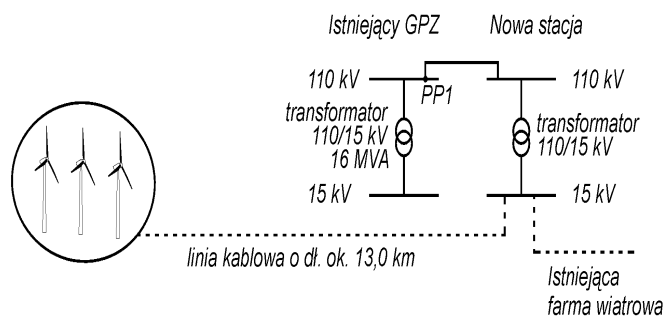 Istniejący GPZ
Nowa stacja
110 kV
110 kV
PP1
transformator
110/15 kV
16 MVA
transformator
110/15 kV
15 kV
15 kV
linia kablowa o dł. ok. 13,0 km
Istniejąca
farma wiatrowa